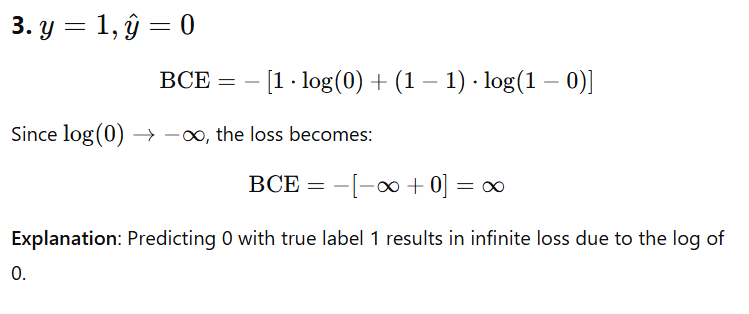 3. y = 1, ŷ = 0
BCE = − [1 · log(0) + (1 − 1) · log(1 − 0)]
Since log(0) → −∞, the loss becomes:
BCE = −[−∞ + 0] = ∞
Explanation: Predicting 0 with true label 1 results in infinite loss due to the log of
0.